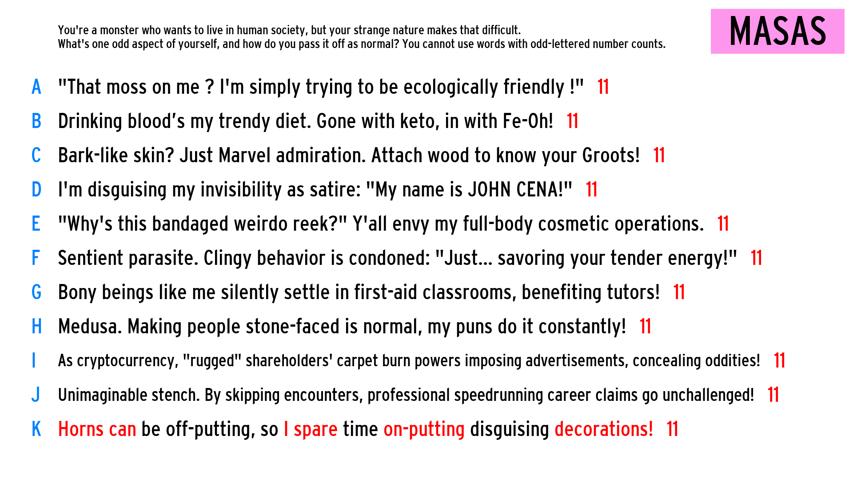 You're a monster who wants to live in human society, but your strange nature makes that difficult.
What's one odd aspect of yourself, and how do you pass it off as normal? You cannot use words with odd-lettered number counts.
MASAS
A "That moss on me ? I'm simply trying to be ecologically friendly !" 11
B Drinking blood's my trendy diet. Gone with keto, in with Fe-Oh! 11
C Bark-like skin? Just Marvel admiration. Attach wood to know your Groots! 11
D I'm disguising my invisibility as satire: "My name is JOHN CENA!" 11
E "Why's this bandaged weirdo reek?" Y'all envy my full-body cosmetic operations. 11
F Sentient parasite. Clingy behavior is condoned: "Just... savoring your tender energy!" 11
G Bony beings like me silently settle in first-aid classrooms, benefiting tutors! 11
H Medusa. Making people stone-faced is normal, my puns do it constantly! 11
I As cryptocurrency, "rugged" shareholders' carpet burn powers imposing advertisements, concealing oddities! 11
J Unimaginable stench. By skipping encounters, professional speedrunning career claims go unchallenged! 11
K Horns can be off-putting, so I spare time on-putting disguising decorations! 11